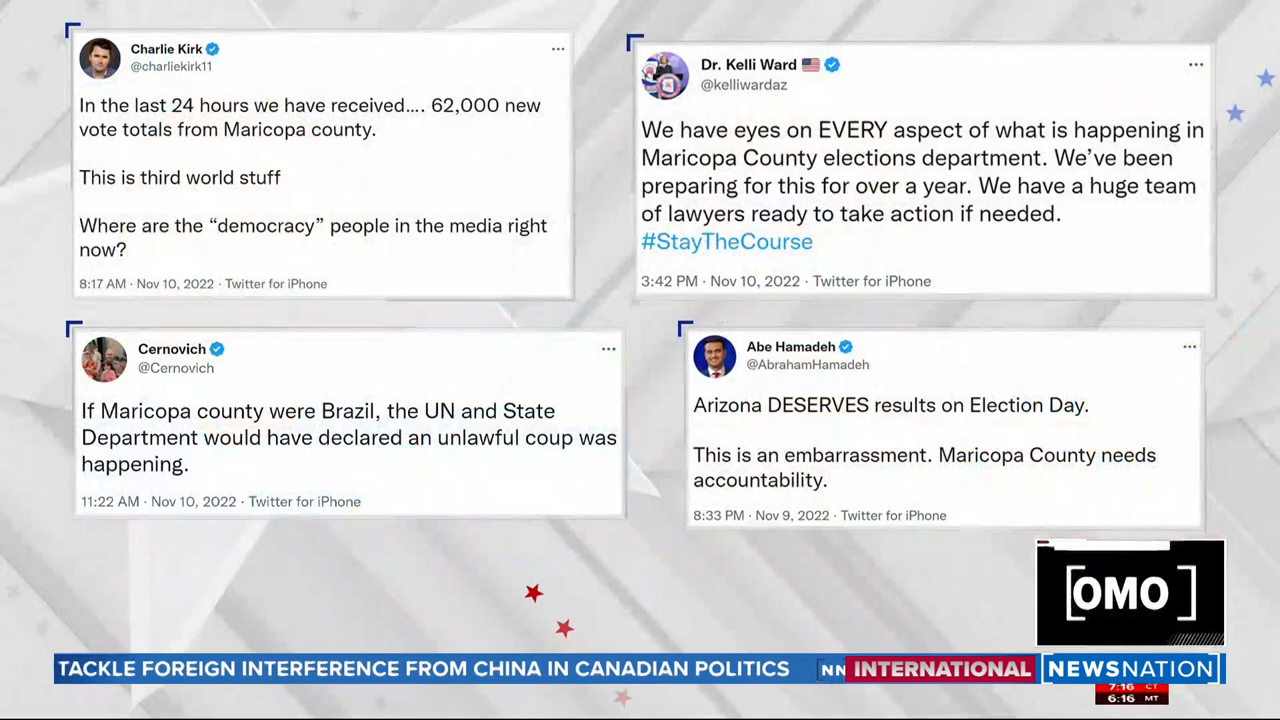 Charlie Kirk
@charliekirk11
In the last 24 hours we have received.... 62,000 new
vote totals from Maricopa county.
This is third world stuff
Where are the “democracy” people in the media right
now?
8:17 AM · Nov 10, 2022 · Twitter for iPhone
Dr. Kelli Ward
@kelliwardaz
We have eyes on EVERY aspect of what is happening in
Maricopa County elections department. We’ve been
preparing for this for over a year. We have a huge team
of lawyers ready to take action if needed.
#StayTheCourse
3:42 PM · Nov 10, 2022 · Twitter for iPhone
Cernovich
@Cernovich
If Maricopa county were Brazil, the UN and State
Department would have declared an unlawful coup was
happening.
11:22 AM · Nov 10, 2022 · Twitter for iPhone
Abe Hamadeh
@AbrahamHamadeh
Arizona DESERVES results on Election Day.
This is an embarrassment. Maricopa County needs
accountability.
8:33 PM · Nov 9, 2022 · Twitter for iPhone
[OMO]
TACKLE FOREIGN INTERFERENCE FROM CHINA IN CANADIAN POLITICS NN INTERNATIONAL NEWSNATION
7:16 CT
6:16 MT